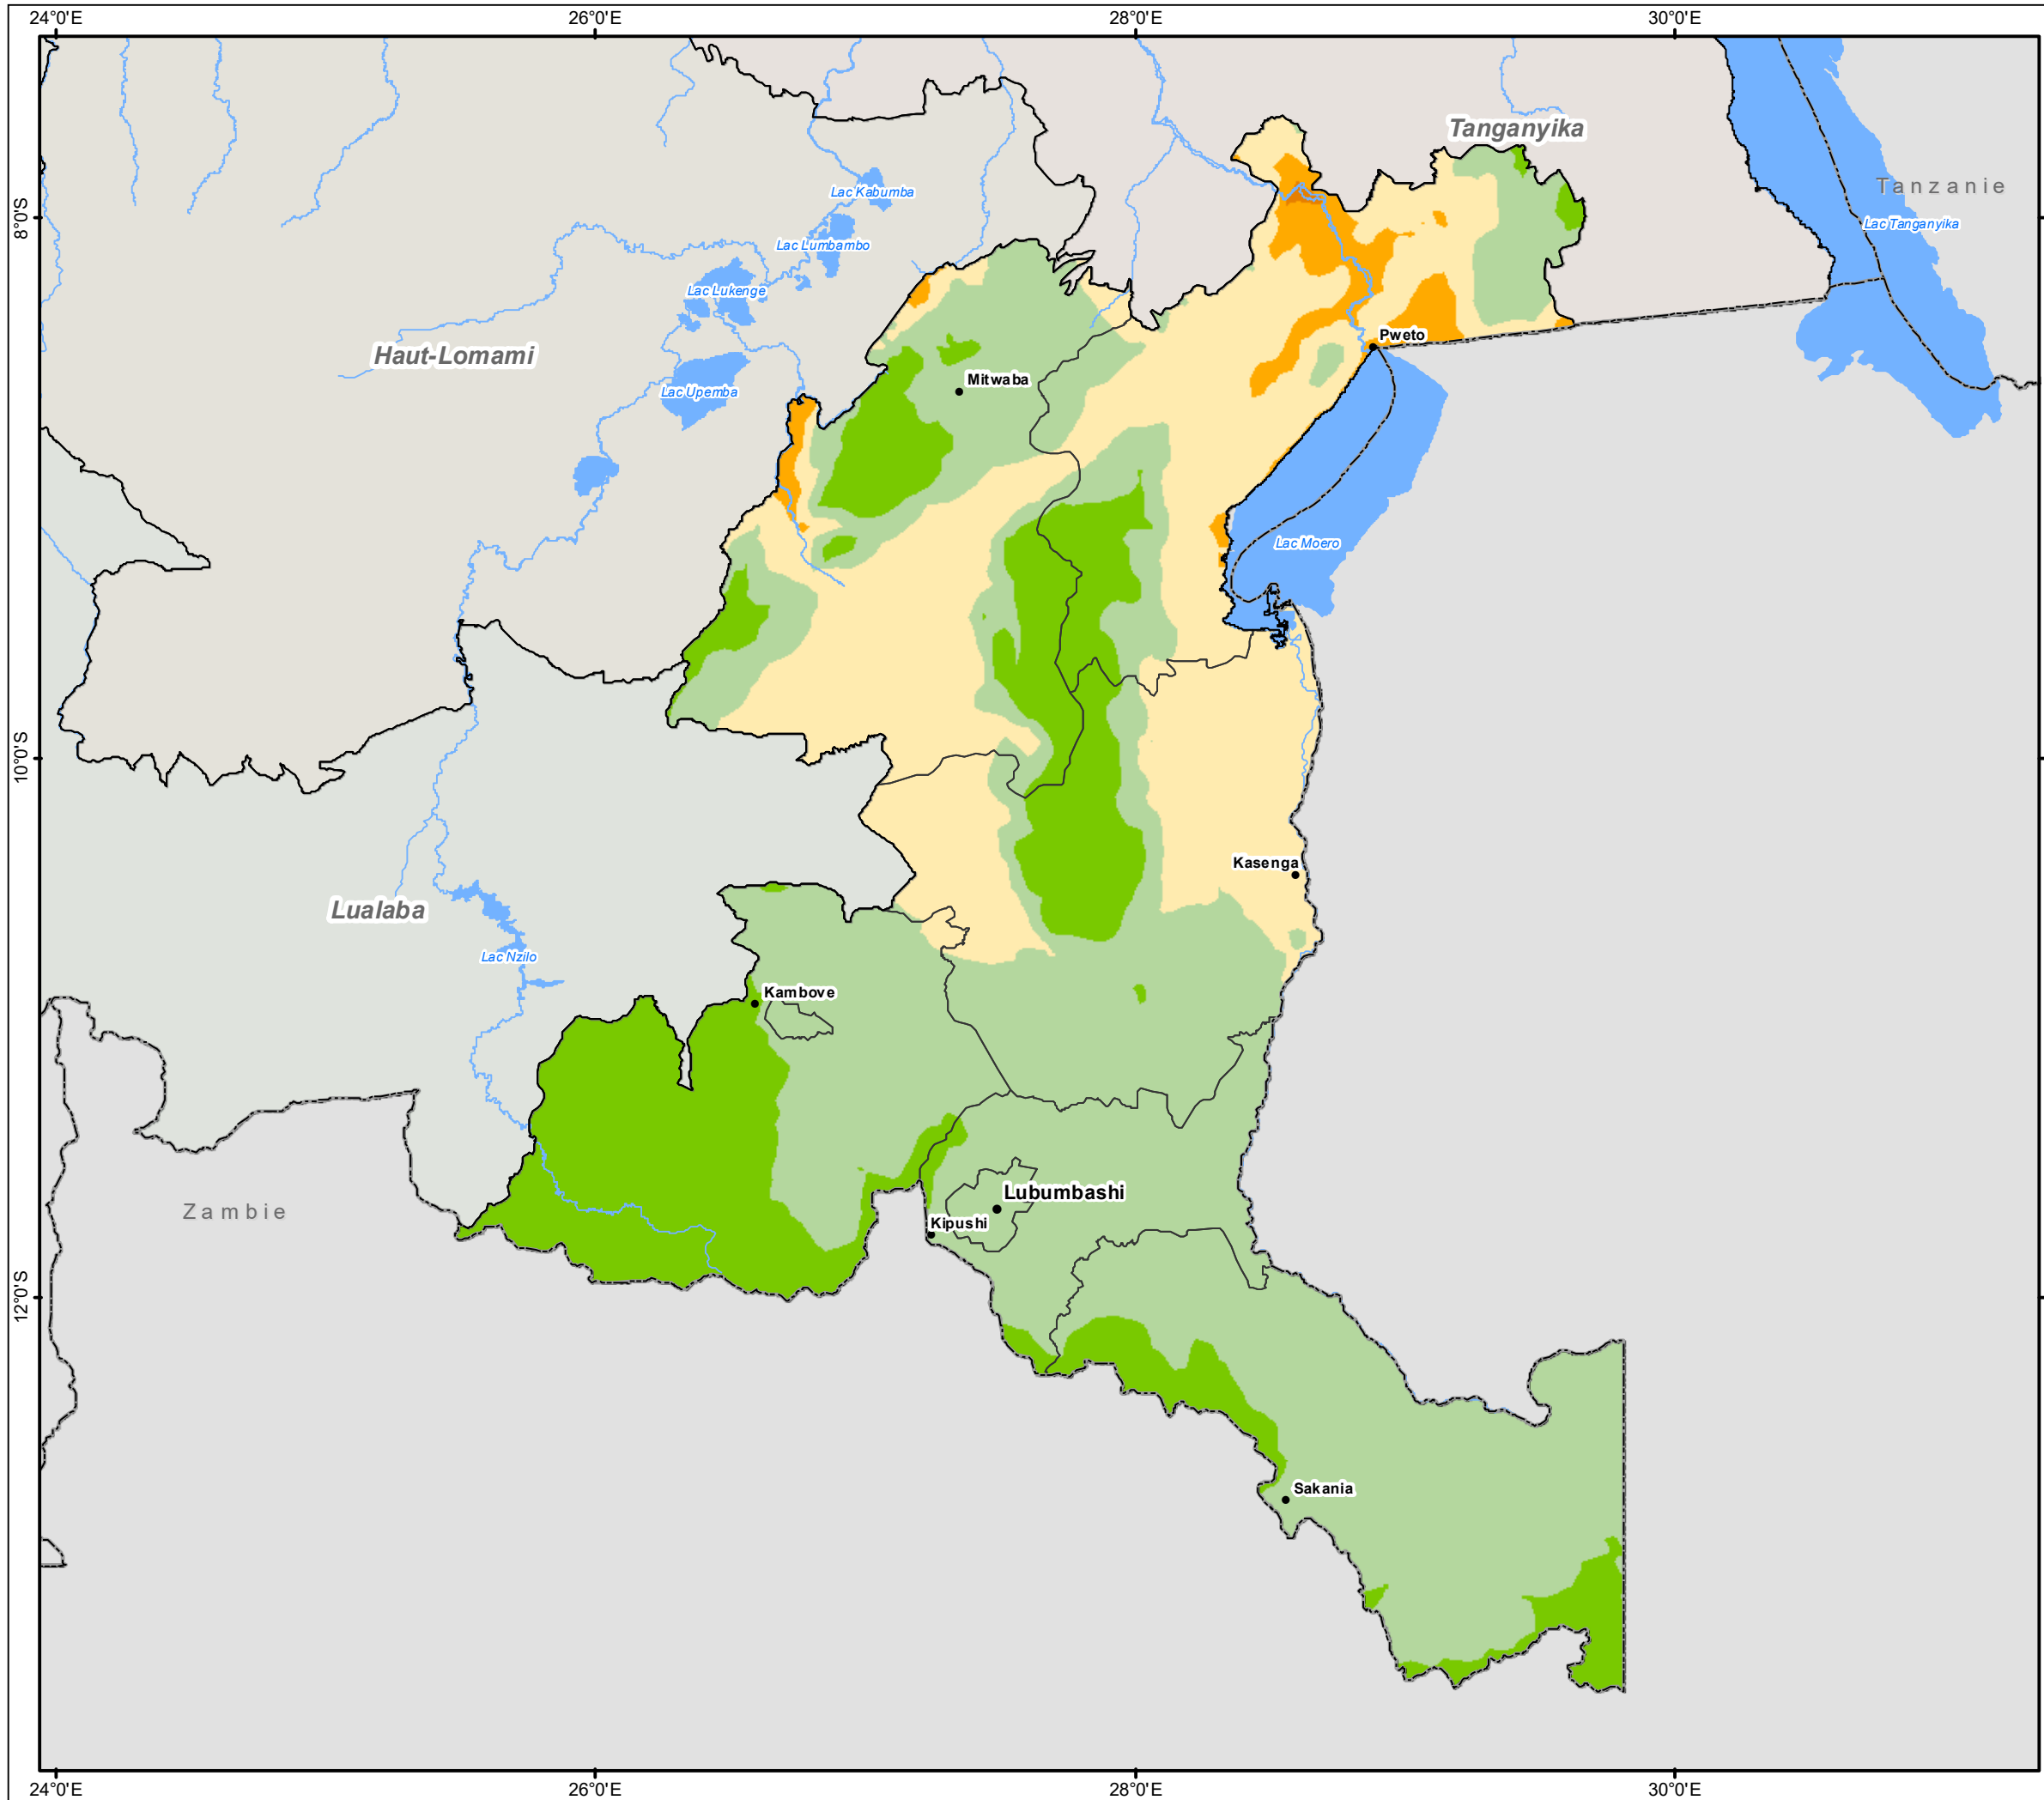 24°0'E 26°0'E 28°0'E 30°0'E
Tanganyika
Tanzanie
Lac Kabumba
8°0'S
Lac Tanganyika
Lac Lumbambo
Lac Lukenge
Pweto
Haut-Lomami
Mitwaba
Lac Upemba
Lac Moero
10°0'S
Kasenga
Lualaba
Lac Nzilo
Kambove
Lubumbashi
Zambie
Kipushi
12°0'S
Sakania
24°0'E 26°0'E 28°0'E 30°0'E